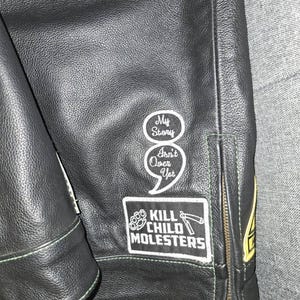 My
Story
Isn't
Over
Yet
KILL
CHILD
MOLESTERS